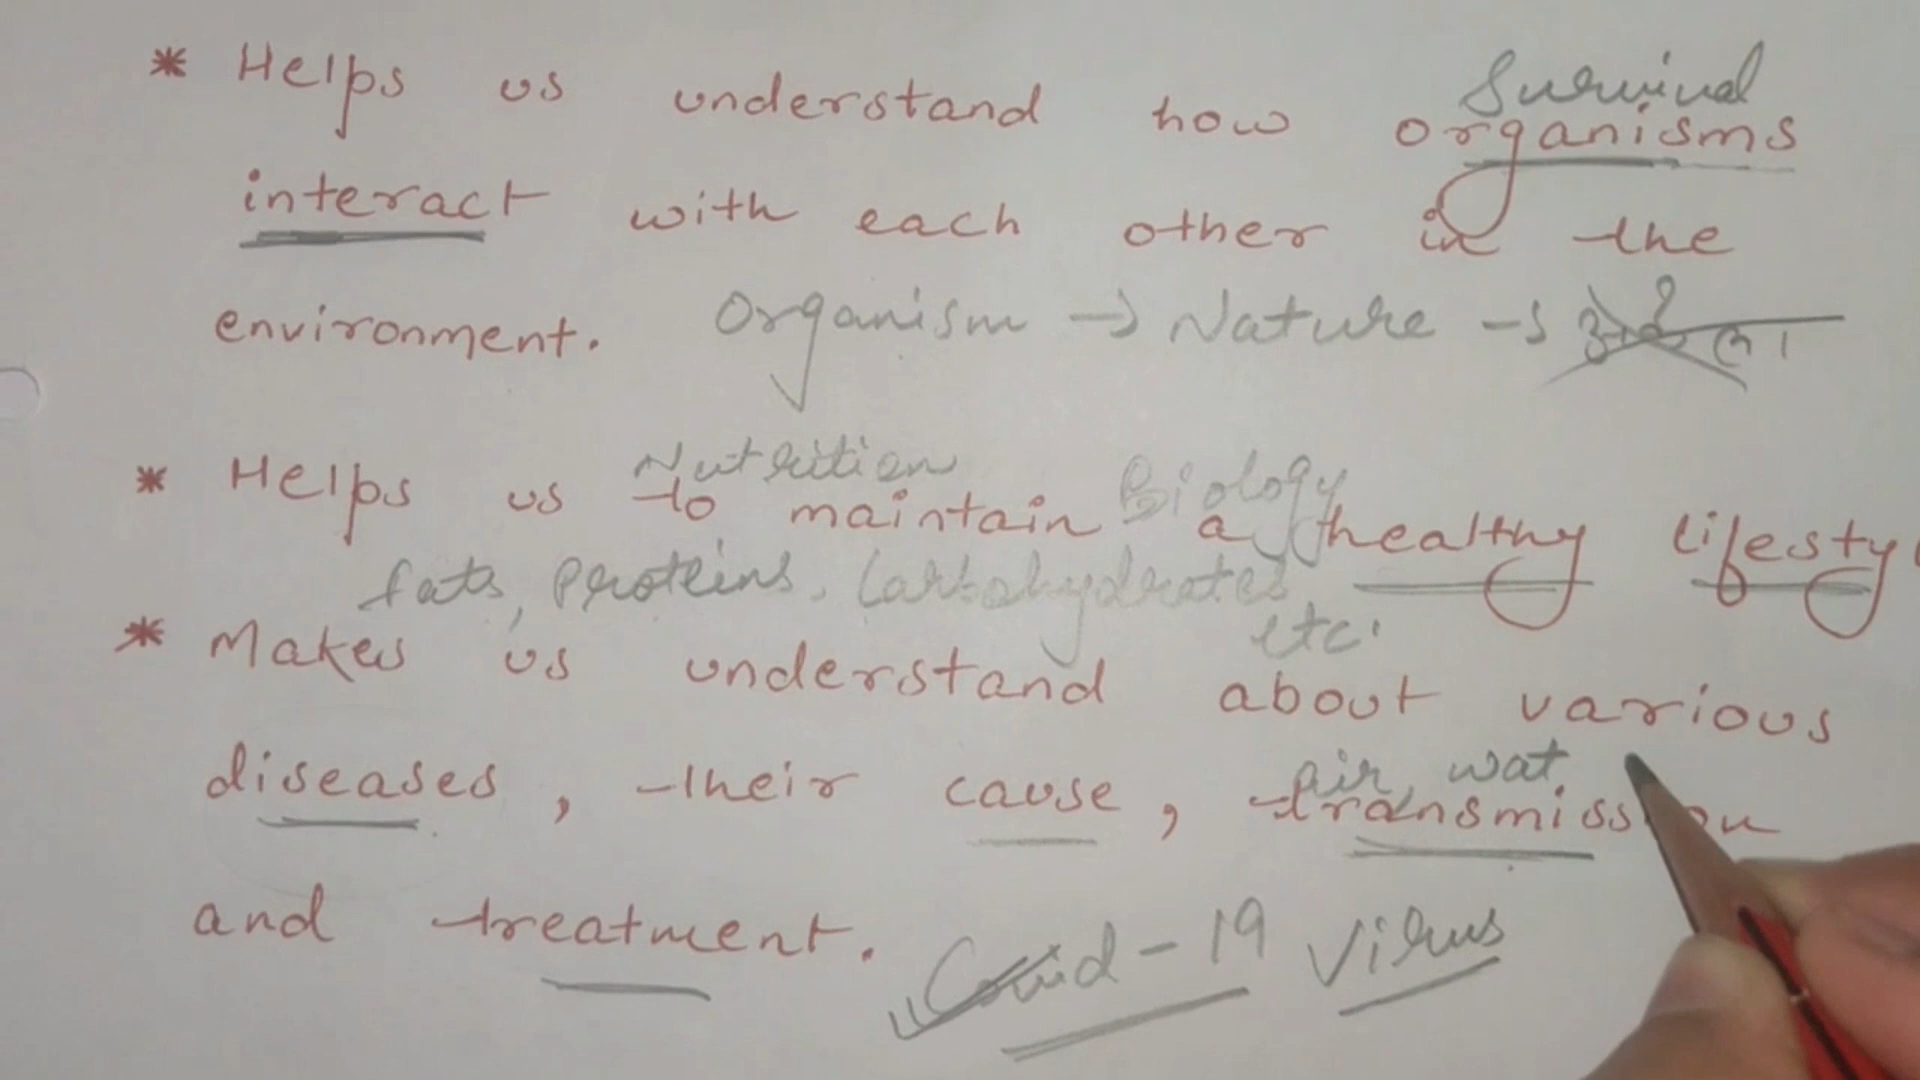 Survival
* Helps us understand how organisms
interact with each other in the
environment. Organism → Nature →
Nutrition Biology
* Helps us to maintain a healthy lifesty
fats, Proteins, Carbohydrates
etc.
* Makes us understand about various
air, wat
diseases, their cause, transmission
and treatment. Covid-19 Virus